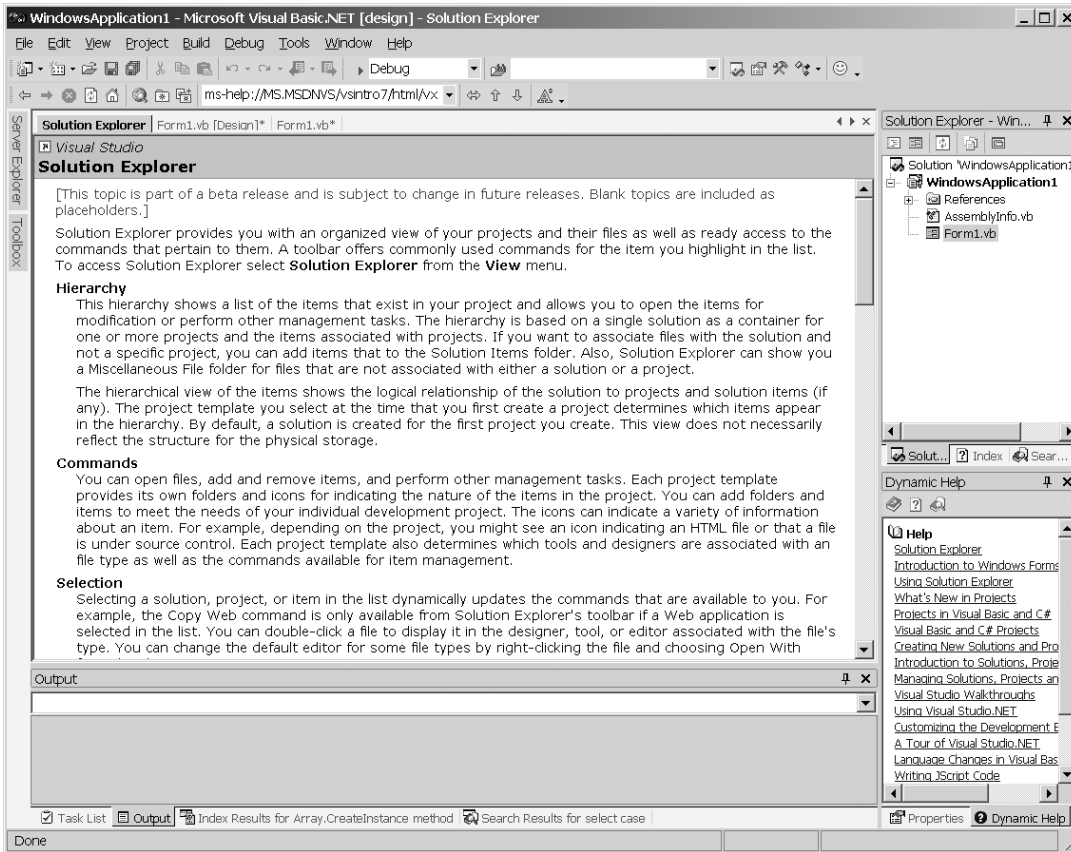 WindowsApplication1 - Microsoft Visual Basic.NET [design] - Solution Explorer
File Edit View Project Build Debug Tools Window Help
Debug
ms-help://MS.MSDNVS/vsintro7/html/vx
Server Explorer
Toolbox
Solution Explorer Form1.vb [Design]* Form1.vb*
Visual Studio
Solution Explorer
[This topic is part of a beta release and is subject to change in future releases. Blank topics are included as
placeholders.]
Solution Explorer provides you with an organized view of your projects and their files as well as ready access to the
commands that pertain to them. A toolbar offers commonly used commands for the item you highlight in the list.
To access Solution Explorer select Solution Explorer from the View menu.
Hierarchy
This hierarchy shows a list of the items that exist in your project and allows you to open the items for
modification or perform other management tasks. The hierarchy is based on a single solution as a container for
one or more projects and the items associated with projects. If you want to associate files with the solution and
not a specific project, you can add items that to the Solution Items folder. Also, Solution Explorer can show you
a Miscellaneous File folder for files that are not associated with either a solution or a project.
The hierarchical view of the items shows the logical relationship of the solution to projects and solution items (if
any). The project template you select at the time that you first create a project determines which items appear
in the hierarchy. By default, a solution is created for the first project you create. This view does not necessarily
reflect the structure for the physical storage.
Commands
You can open files, add and remove items, and perform other management tasks. Each project template
provides its own folders and icons for indicating the nature of the items in the project. You can add folders and
items to meet the needs of your individual development project. The icons can indicate a variety of information
about an item. For example, depending on the project, you might see an icon indicating an HTML file or that a file
is under source control. Each project template also determines which tools and designers are associated with an
file type as well as the commands available for item management.
Selection
Selecting a solution, project, or item in the list dynamically updates the commands that are available to you. For
example, the Copy Web command is only available from Solution Explorer's toolbar if a Web application is
selected in the list. You can double-click a file to display it in the designer, tool, or editor associated with the file's
type. You can change the default editor for some file types by right-clicking the file and choosing Open With
Output
Task List Output Index Results for Array.CreateInstance method Search Results for select case
Done
Solution Explorer - Win...
Solution 'WindowsApplication1
WindowsApplication1
References
AssemblyInfo.vb
Form1.vb
Solut... Index Sear...
Dynamic Help
Help
Solution Explorer
Introduction to Windows Forms
Using Solution Explorer
What's New in Projects
Projects in Visual Basic and C#
Visual Basic and C# Projects
Creating New Solutions and Pro
Introduction to Solutions, Proje
Managing Solutions, Projects an
Visual Studio Walkthroughs
Using Visual Studio.NET
Customizing the Development E
A Tour of Visual Studio.NET
Language Changes in Visual Bas
Writing JScript Code
Properties Dynamic Help